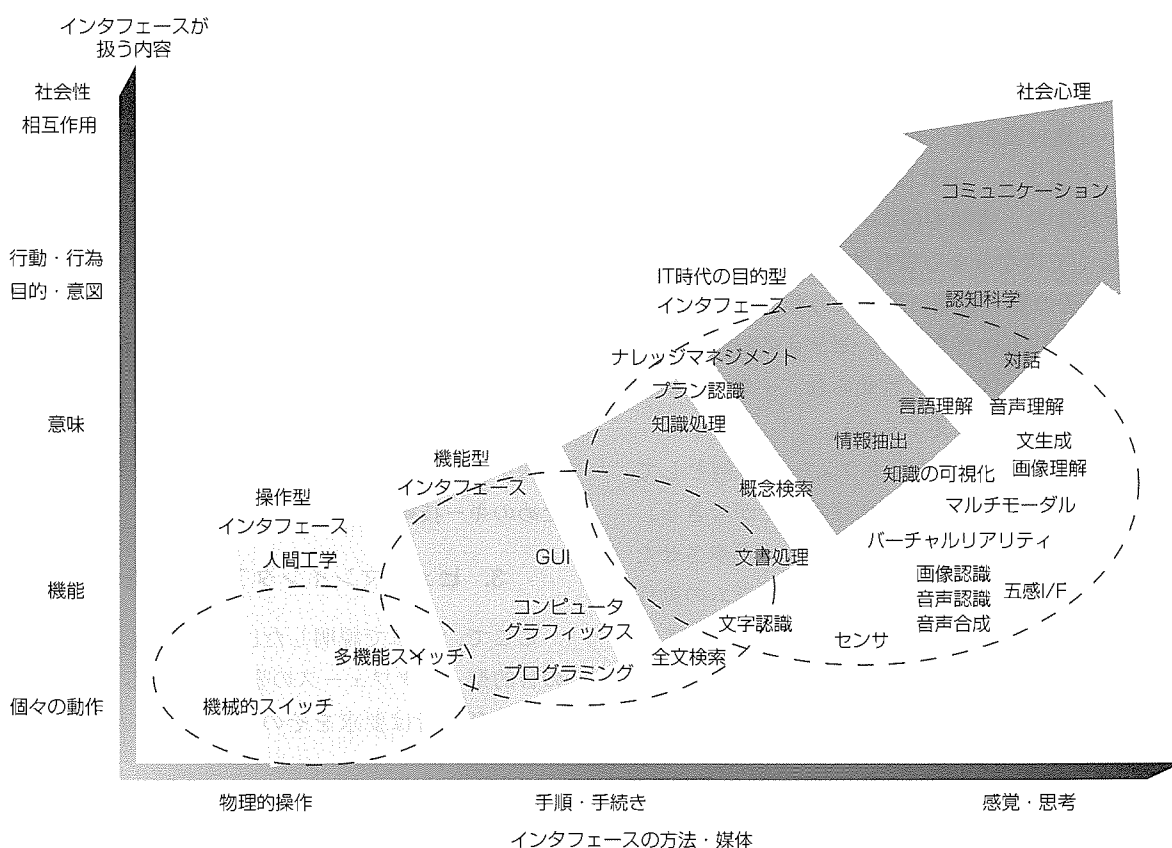 インタフェースが
扱う内容
社会性
相互作用
行動・行為
目的・意図
意味
機能
個々の動作
社会心理
コミュニケーション
認知科学
対話
IT時代の目的型
インタフェース
ナレッジマネジメント
プラン認識
知識処理
言語理解
音声理解
情報抽出
文生成
知識の可視化
画像理解
概念検索
マルチモーダル
バーチャルリアリティ
文書処理
画像認識
音声認識
音声合成
五感I/F
文字認識
センサ
機能型
インタフェース
GUI
コンピュータ
グラフィックス
プログラミング
全文検索
操作型
インタフェース
人間工学
多機能スイッチ
機械的スイッチ
物理的操作
手順・手続き
感覚・思考
インタフェースの方法・媒体